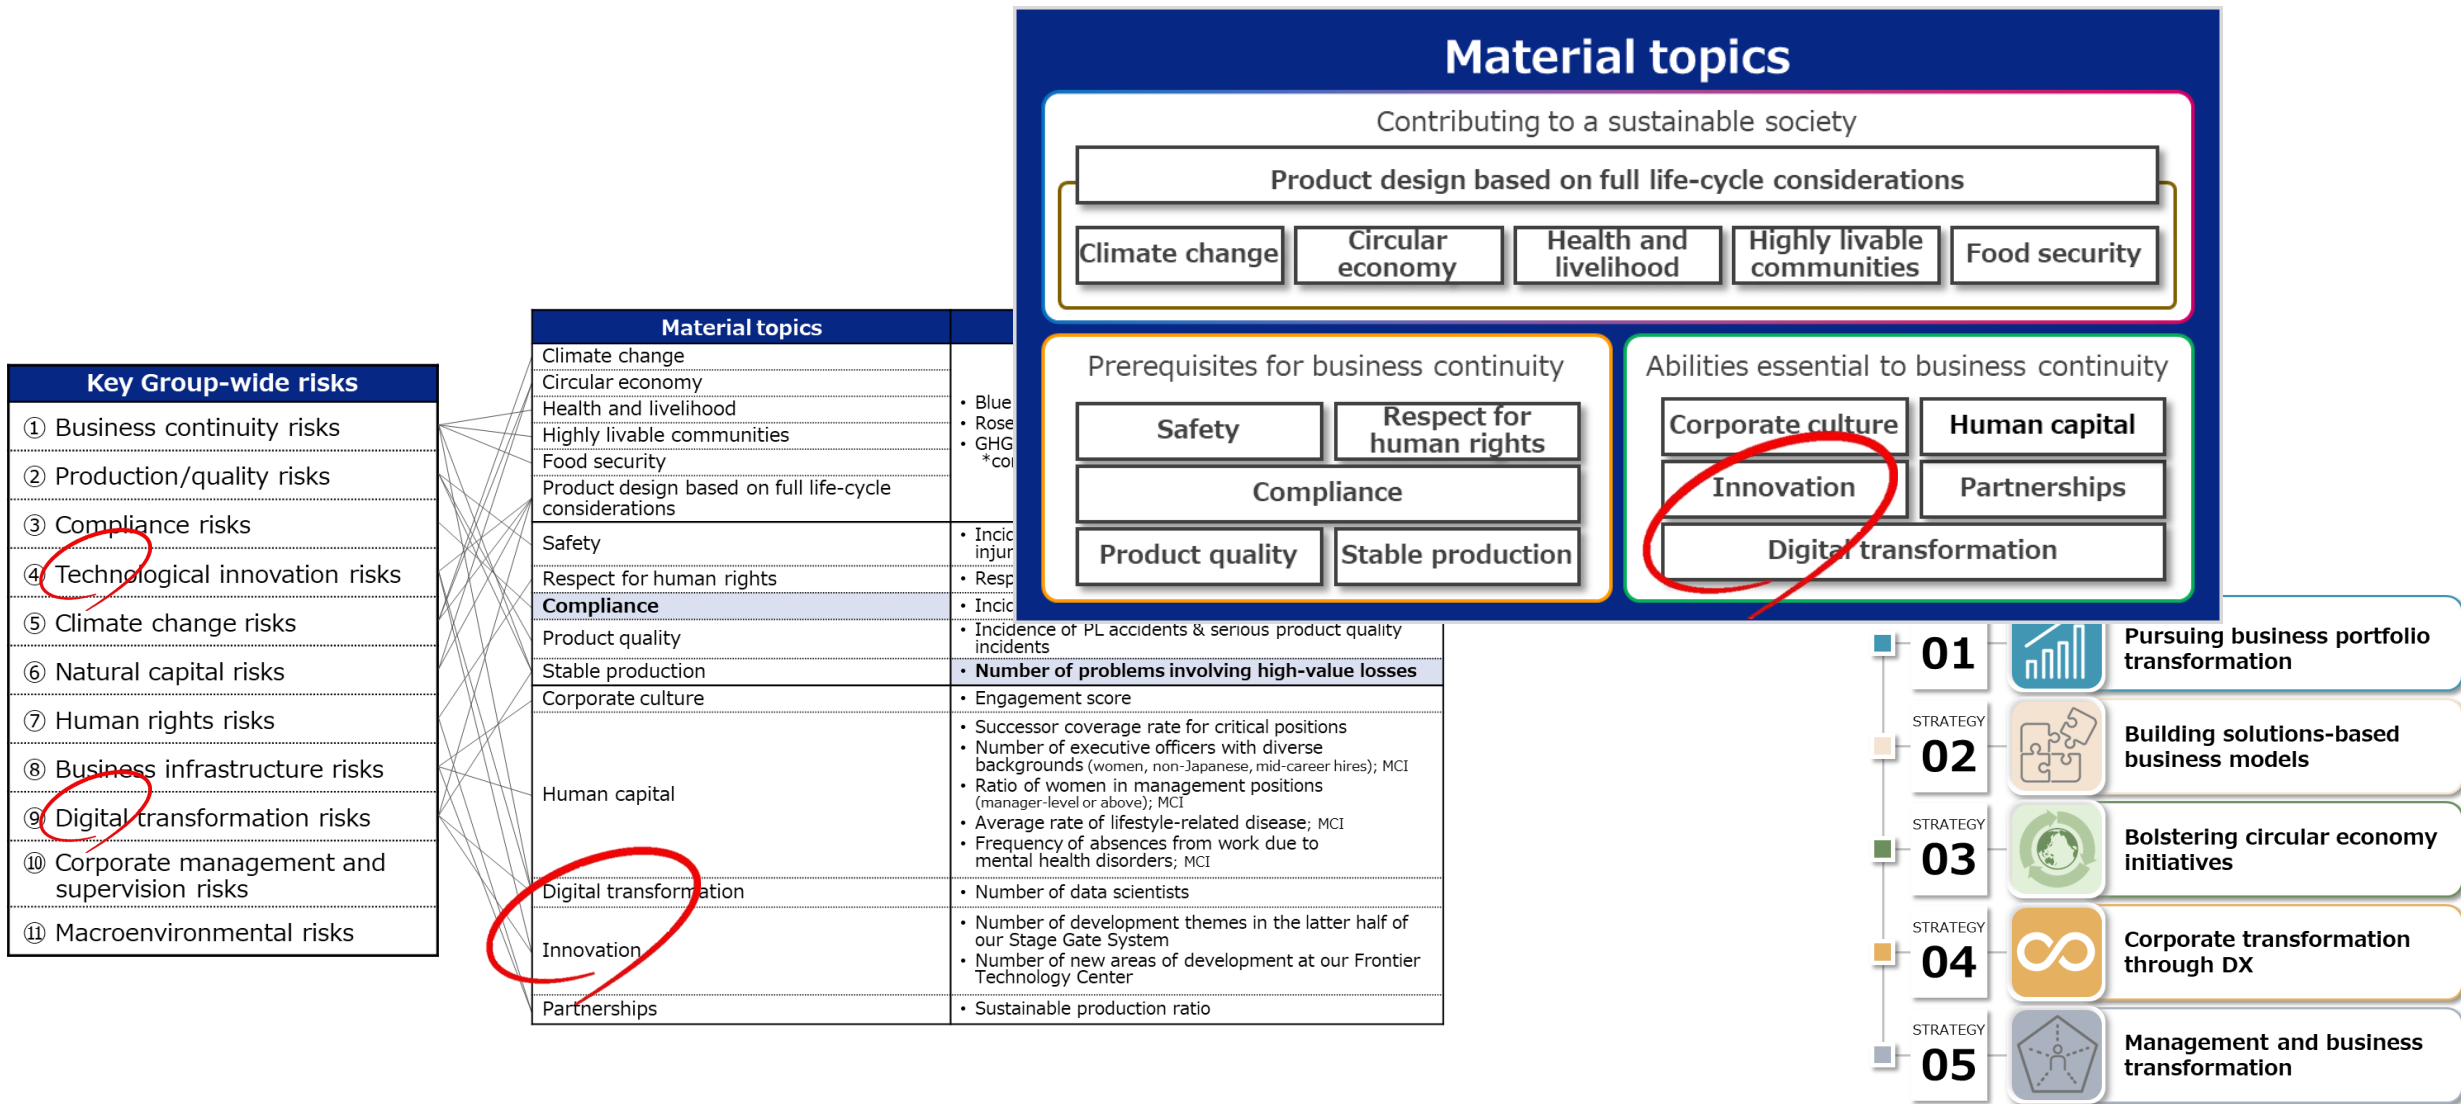 Material topics
Contributing to a sustainable society
Product design based on full life-cycle considerations
Climate change
Circular
economy
Health and
livelihood
Highly livable
communities
Food security
Prerequisites for business continuity
Safety
Respect for
human rights
Compliance
Product quality
Stable production
Abilities essential to business continuity
Corporate culture
Human capital
Innovation
Partnerships
Digital transformation
Key Group-wide risks
① Business continuity risks
② Production/quality risks
③ Compliance risks
④ Technological innovation risks
⑤ Climate change risks
⑥ Natural capital risks
⑦ Human rights risks
⑧ Business infrastructure risks
⑨ Digital transformation risks
⑩ Corporate management and
supervision risks
⑪ Macroenvironmental risks
Material topics
Climate change
Circular economy
Health and livelihood
Highly livable communities
Food security
Product design based on full life-cycle
considerations
• Blue
• Rose
• GHG
Safety
Respect for human rights
• Resp
Compliance
Product quality
• Incidence of PL accidents & serious product quality
incidents
Stable production
• Number of problems involving high-value losses
Corporate culture
• Engagement score
Human capital
• Successor coverage rate for critical positions
• Number of executive officers with diverse
backgrounds (women, non-Japanese, mid-career hires); MCI
• Ratio of women in management positions
(manager-level or above); MCI
• Average rate of lifestyle-related disease; MCI
• Frequency of absences from work due to
mental health disorders; MCI
Digital transformation
• Number of data scientists
Innovation
• Number of development themes in the latter half of
our Stage Gate System
• Number of new areas of development at our Frontier
Technology Center
Partnerships
• Sustainable production ratio
01
Pursuing business portfolio
transformation
STRATEGY
02
Building solutions-based
business models
STRATEGY
03
Bolstering circular economy
initiatives
STRATEGY
04
Corporate transformation
through DX
STRATEGY
05
Management and business
transformation